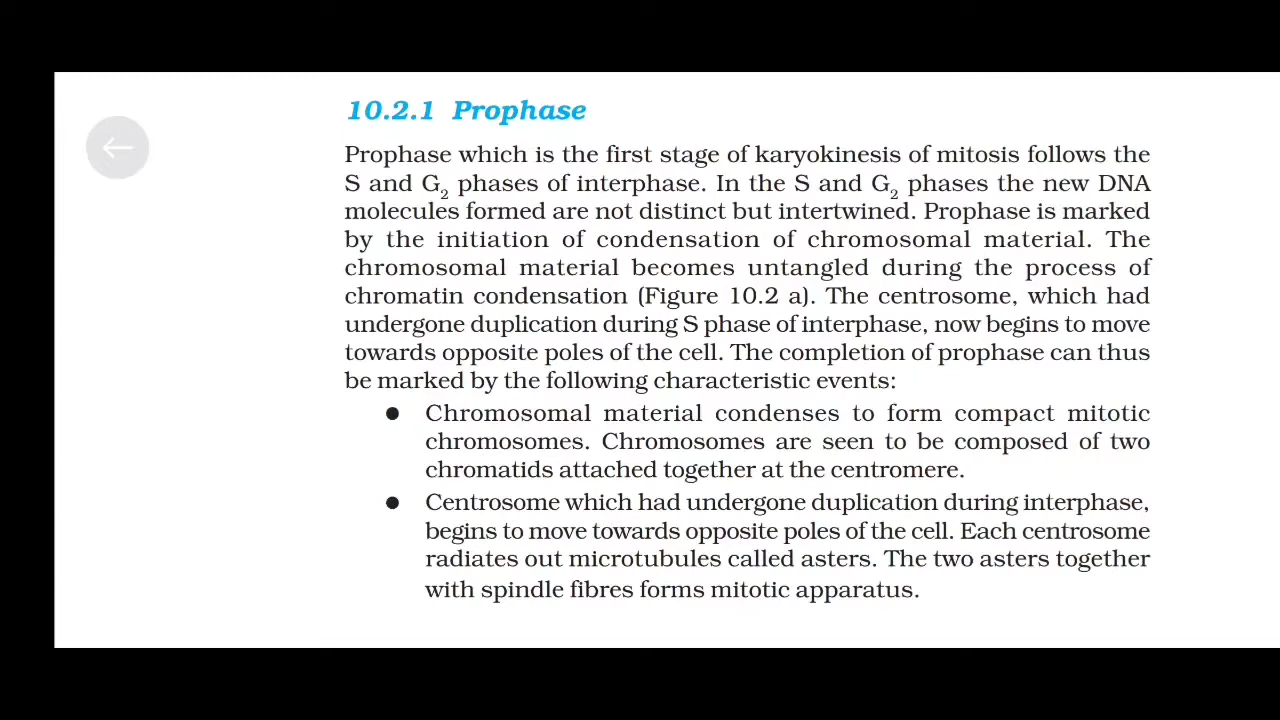 10.2.1 Prophase
Prophase which is the first stage of karyokinesis of mitosis follows the
S and G₂ phases of interphase. In the S and G₂ phases the new DNA
molecules formed are not distinct but intertwined. Prophase is marked
by the initiation of condensation of chromosomal material. The
chromosomal material becomes untangled during the process of
chromatin condensation (Figure 10.2 a). The centrosome, which had
undergone duplication during S phase of interphase, now begins to move
towards opposite poles of the cell. The completion of prophase can thus
be marked by the following characteristic events:
● Chromosomal material condenses to form compact mitotic
chromosomes. Chromosomes are seen to be composed of two
chromatids attached together at the centromere.
● Centrosome which had undergone duplication during interphase,
begins to move towards opposite poles of the cell. Each centrosome
radiates out microtubules called asters. The two asters together
with spindle fibres forms mitotic apparatus.